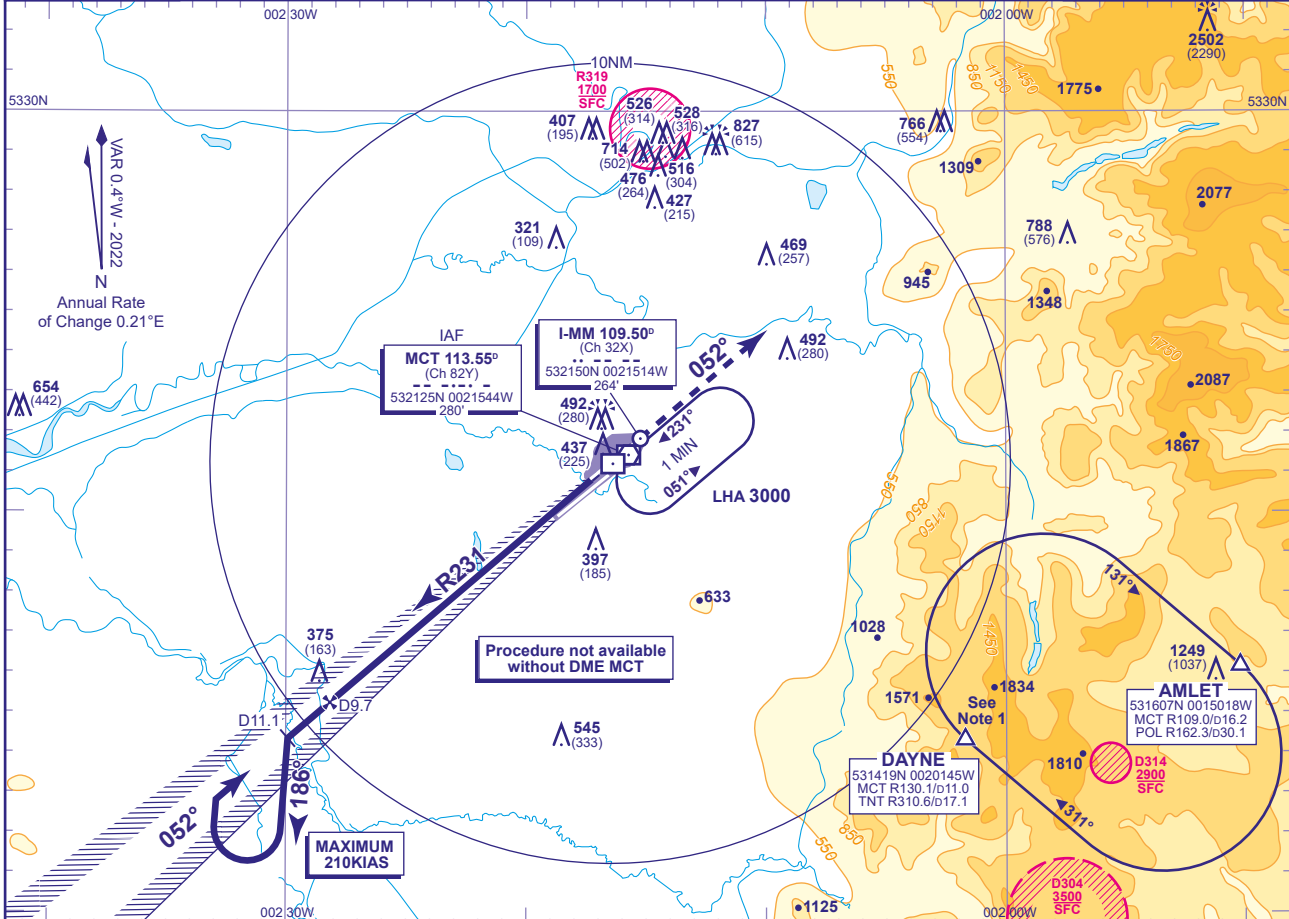 002 30W
002 00W
2502
(2290)
550
850
1150
1450
1775
10NM
R319
1700
SFC
5330N
5330N
526
(314)
528
(316)
407
(195)
827
(615)
766
(554)
714
(502)
516
(304)
476
(264)
427
(215)
1309
2077
VAR 0.4°W - 2022
N
Annual Rate
of Change 0.21°E
321
(109)
469
(257)
788
(576)
945
1348
IAF
MCT 113.55ᴰ
(Ch 82Y)
-- -·-· -
532125N 0021544W
280'
I-MM 109.50ᴰ
(Ch 32X)
·· -- --
532150N 0021514W
264'
052°
492
(280)
1750
2087
654
(442)
492
(280)
437
(225)
231°
1 MIN
051°
LHA 3000
1867
550
850
1150
R231
397
(185)
633
131°
1028
1450
375
(163)
Procedure not available
without DME MCT
1249
(1037)
1571
1834
See
Note 1
AMLET
531607N 0015018W
MCT R109.0/D16.2
POL R162.3/D30.1
D9.7
D11.1
545
(333)
DAYNE
531419N 0020145W
MCT R130.1/D11.0
TNT R310.6/D17.1
1810
D314
2900
SFC
186°
311°
052°
MAXIMUM
210KIAS
850
550
D304
3500
SFC
1125
002 30W
002 00W